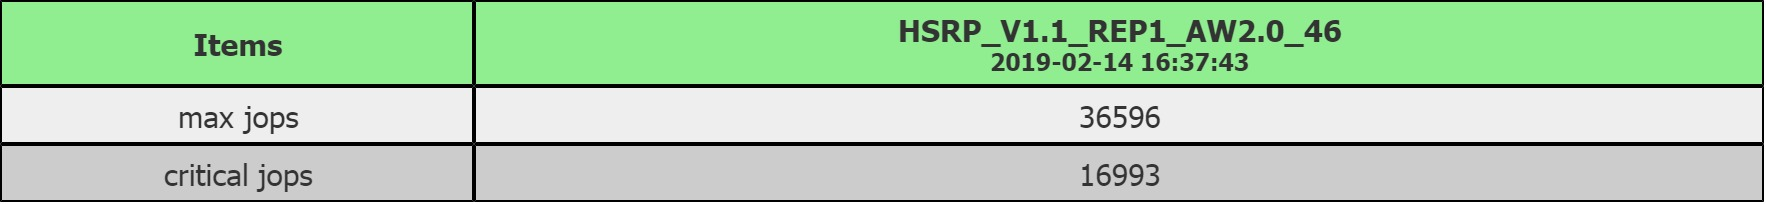 Items
HSRP_V1.1_REP1_AW2.0_46
2019-02-14 16:37:43
max jops
36596
critical jops
16993